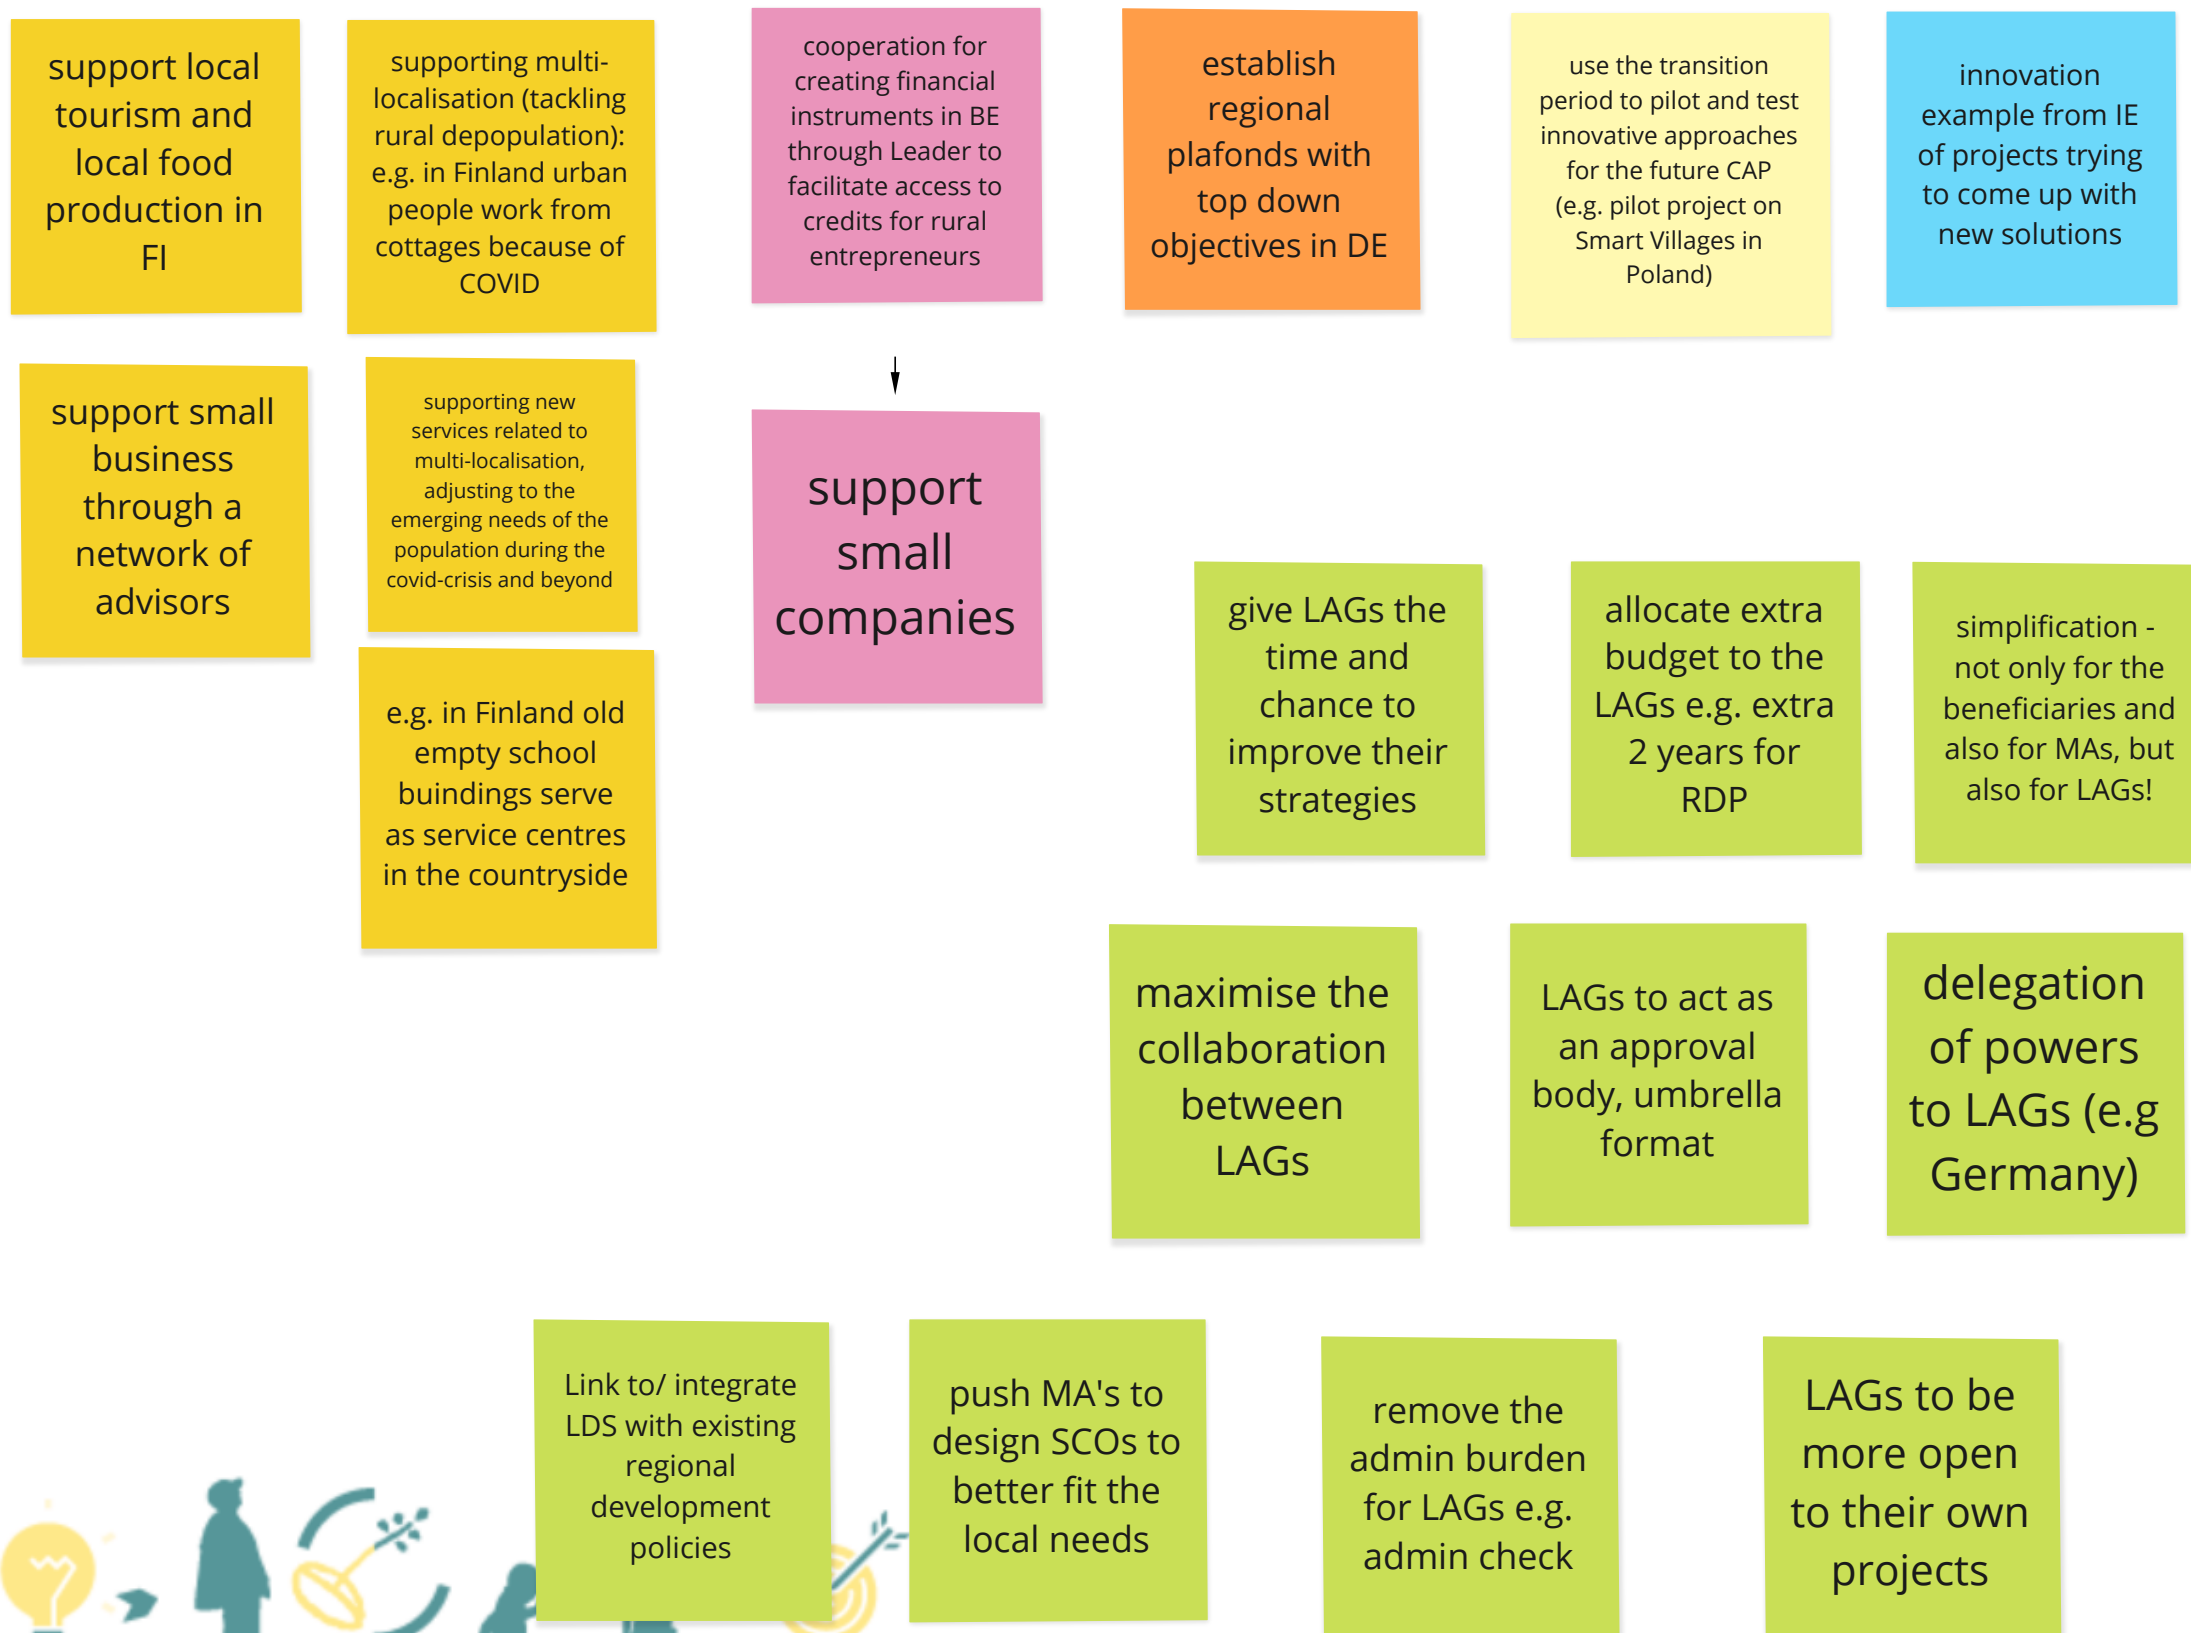 support local
tourism and
local food
production in
FI
supporting multi-
localisation (tackling
rural depopulation):
e.g. in Finland urban
people work from
cottages because of
COVID
cooperation for
creating financial
instruments in BE
through Leader to
facilitate access to
credits for rural
entrepreneurs
establish
regional
plafonds with
top down
objectives in DE
use the transition
period to pilot and test
innovative approaches
for the future CAP
(e.g. pilot project on
Smart Villages in
Poland)
innovation
example from IE
of projects trying
to come up with
new solutions
support small
business
through a
network of
advisors
supporting new
services related to
multi-localisation,
adjusting to the
emerging needs of the
population during the
covid-crisis and beyond
support
small
companies
e.g. in Finland old
empty school
buindings serve
as service centres
in the countryside
give LAGs the
time and
chance to
improve their
strategies
allocate extra
budget to the
LAGs e.g. extra
2 years for
RDP
simplification -
not only for the
beneficiaries and
also for MAs, but
also for LAGs!
maximise the
collaboration
between
LAGs
LAGs to act as
an approval
body, umbrella
format
delegation
of powers
to LAGs (e.g
Germany)
Link to/ integrate
LDS with existing
regional
development
policies
push MA's to
design SCOs to
better fit the
local needs
remove the
admin burden
for LAGs e.g.
admin check
LAGs to be
more open
to their own
projects